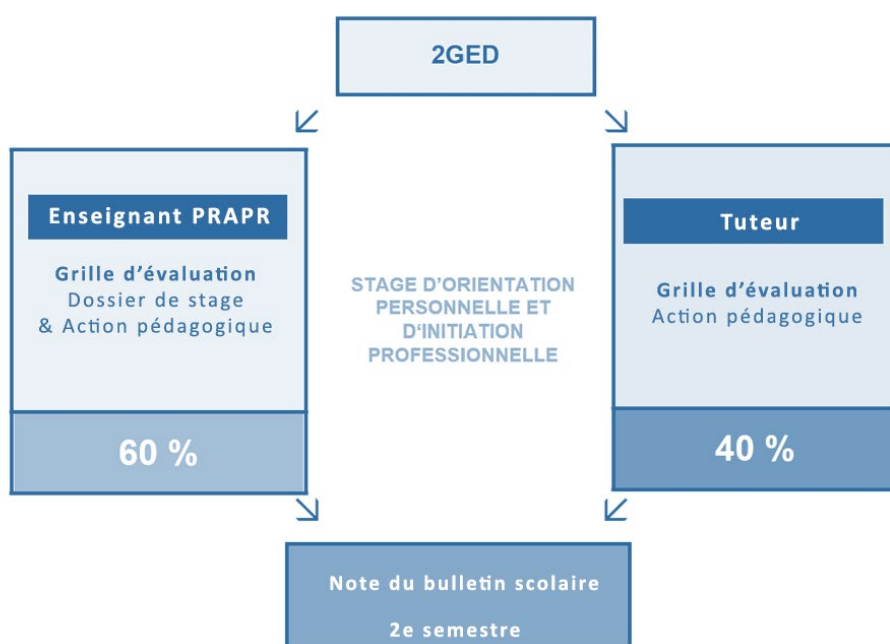 2GED
Enseignant PRAPR
Grille d'évaluation
Dossier de stage
& Action pédagogique
60 %
STAGE D'ORIENTATION
PERSONNELLE ET
D'INITIATION
PROFESSIONNELLE
Tuteur
Grille d'évaluation
Action pédagogique
40 %
Note du bulletin scolaire
2e semestre